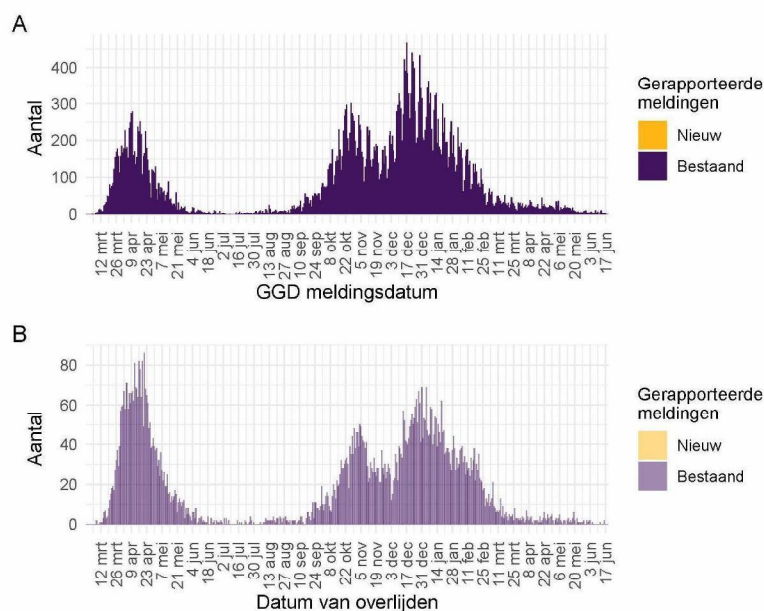 A
Aantal
400
300
200
100
0
12 mrt
26 mrt
9 apr
23 apr
7 mei
21 mei
4 jun
18 jun
2 jul
16 jul
30 jul
13 aug
27 aug
10 sep
24 sep
8 okt
22 okt
5 nov
19 nov
3 dec
17 dec
31 dec
14 jan
28 jan
11 feb
25 feb
11 mrt
25 mrt
8 apr
22 apr
6 mei
20 mei
3 jun
17 jun
GGD meldingsdatum
Gerapporteerde
meldingen
Nieuw
Bestaand
B
Aantal
80
60
40
20
0
12 mrt
26 mrt
9 apr
23 apr
7 mei
21 mei
4 jun
18 jun
2 jul
16 jul
30 jul
13 aug
27 aug
10 sep
24 sep
8 okt
22 okt
5 nov
19 nov
3 dec
17 dec
31 dec
14 jan
28 jan
11 feb
25 feb
11 mrt
25 mrt
8 apr
22 apr
6 mei
20 mei
3 jun
17 jun
Datum van overlijden
Gerapporteerde
meldingen
Nieuw
Bestaand